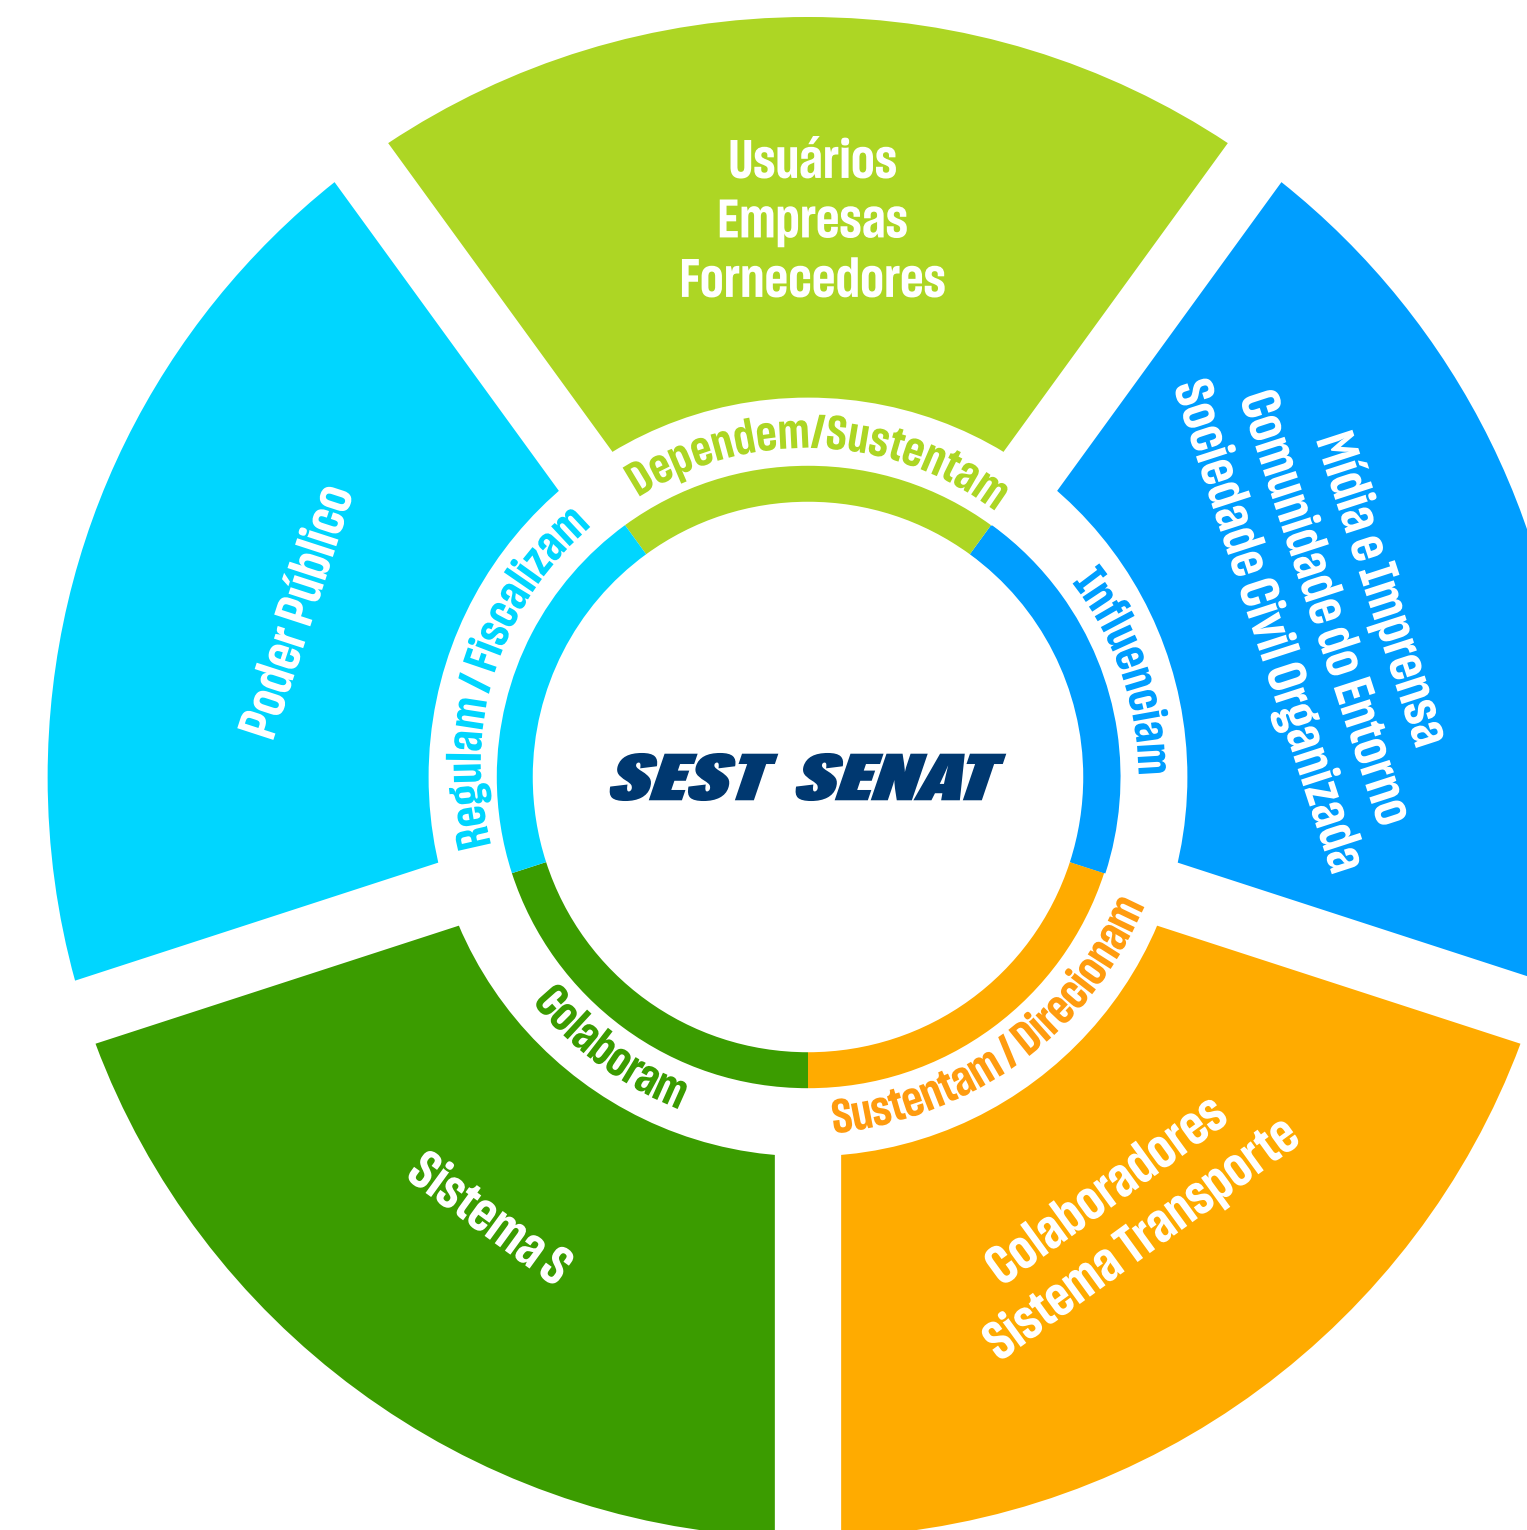 Usuários
Empresas
Fornecedores
Dependem/Sustentam
Mídia e Imprensa
Comunidade do Entorno
Sociedade Civil Organizada
Influenciam
Colaboradores
Sistema Transporte
Sustentam / Direcionam
Sistema S
Colaboram
Poder Público
Regulam / Fiscalizam
SEST SENAT